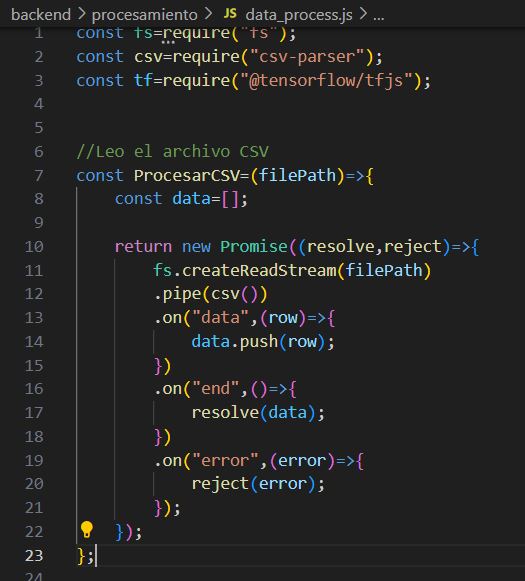 backend > procesamiento > JS data_process.js > ...
1 const fs=require("fs");
2 const csv=require("csv-parser");
3 const tf=require("@tensorflow/tfjs");
4
5
6 //Leo el archivo CSV
7 const ProcesarCSV=(filePath)=>{
8     const data=[];
9
10     return new Promise((resolve,reject)=>{
11         fs.createReadStream(filePath)
12         .pipe(csv())
13         .on("data",(row)=>{
14             data.push(row);
15         })
16         .on("end",()=>{
17             resolve(data);
18         })
19         .on("error",(error)=>{
20             reject(error);
21         });
22     });
23 };
24